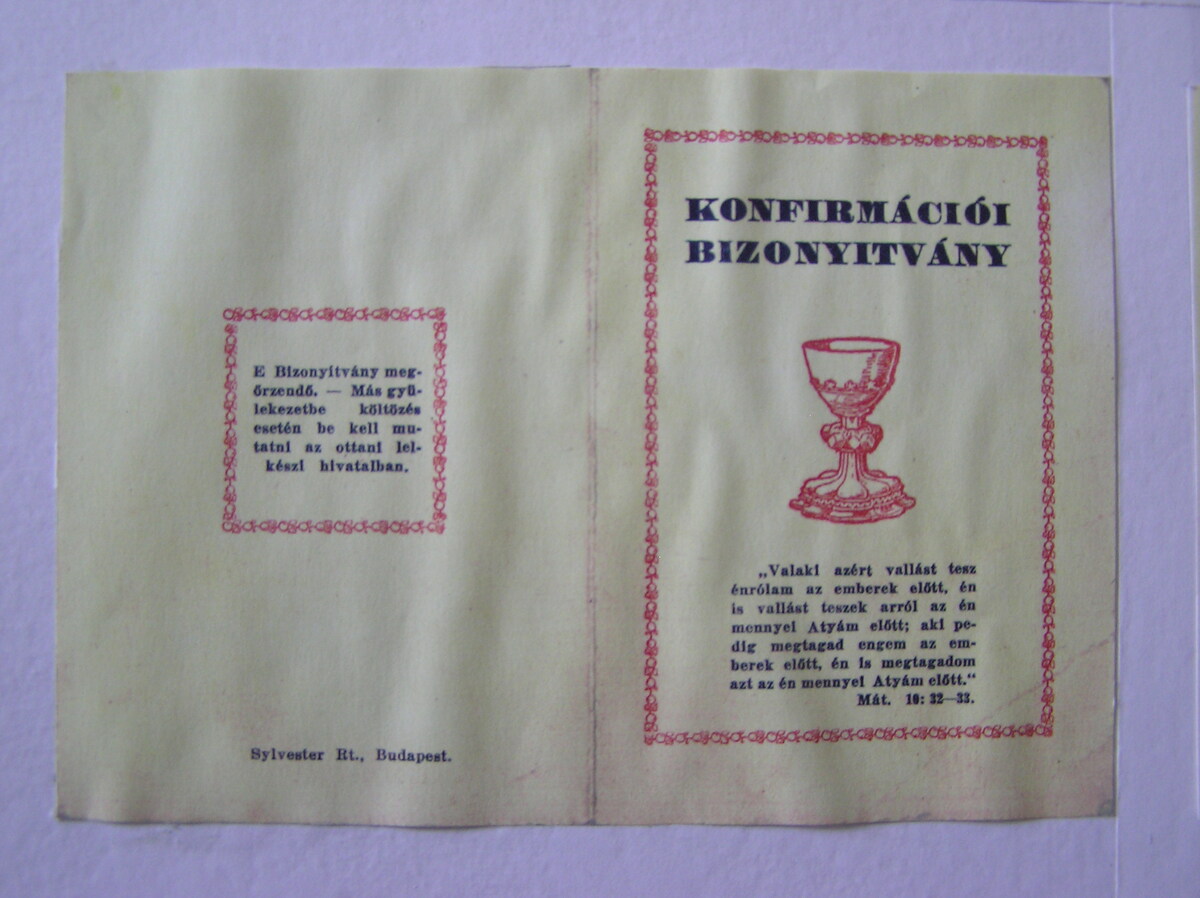 E Bizonyítvány meg-
őrzendő. — Más gyü-
lekezetbe költözés
esetén be kell mu-
tatni az ottani lel-
készi hivatalban.
Sylvester Rt., Budapest.
KONFIRMÁCIÓI
BIZONYITVÁNY
„Valaki azért vallást tesz
énrólam az emberek előtt, én
is vallást teszek arról az én
mennyei Atyám előtt; aki pe-
dig megtagad engem az em-
berek előtt, én is megtagadom
azt az én mennyei Atyám előtt.“
Mát. 10: 32—33.